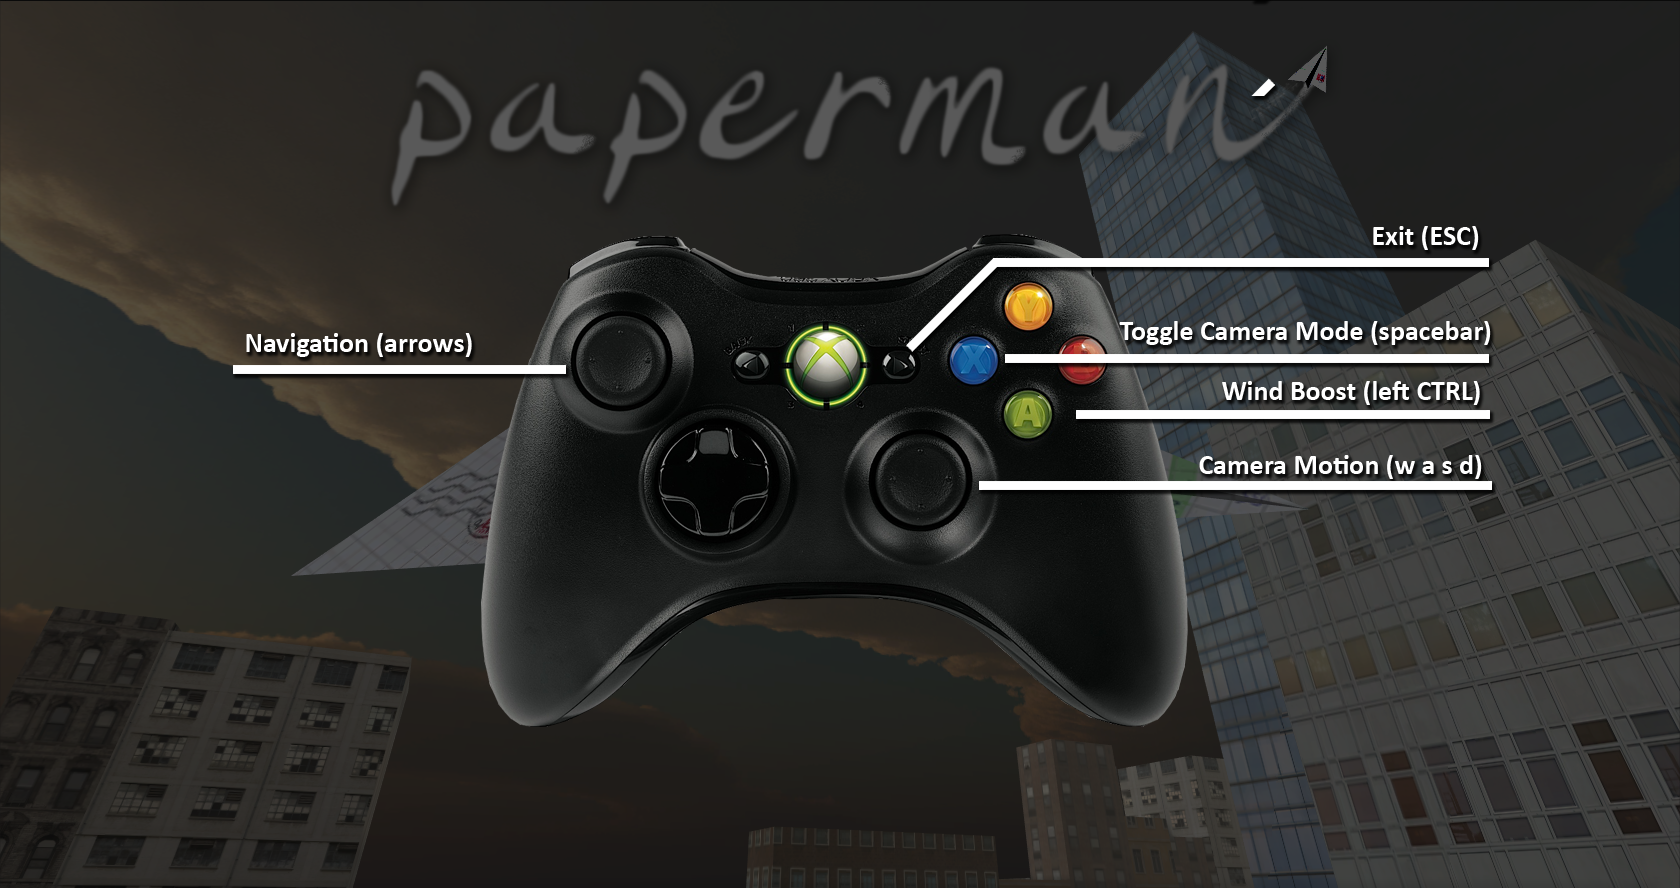 paperman
Exit (ESC)
Y
Navigation (arrows)
Toggle Camera Mode (spacebar)
X
Wind Boost (left CTRL)
A
Camera Motion (w a s d)